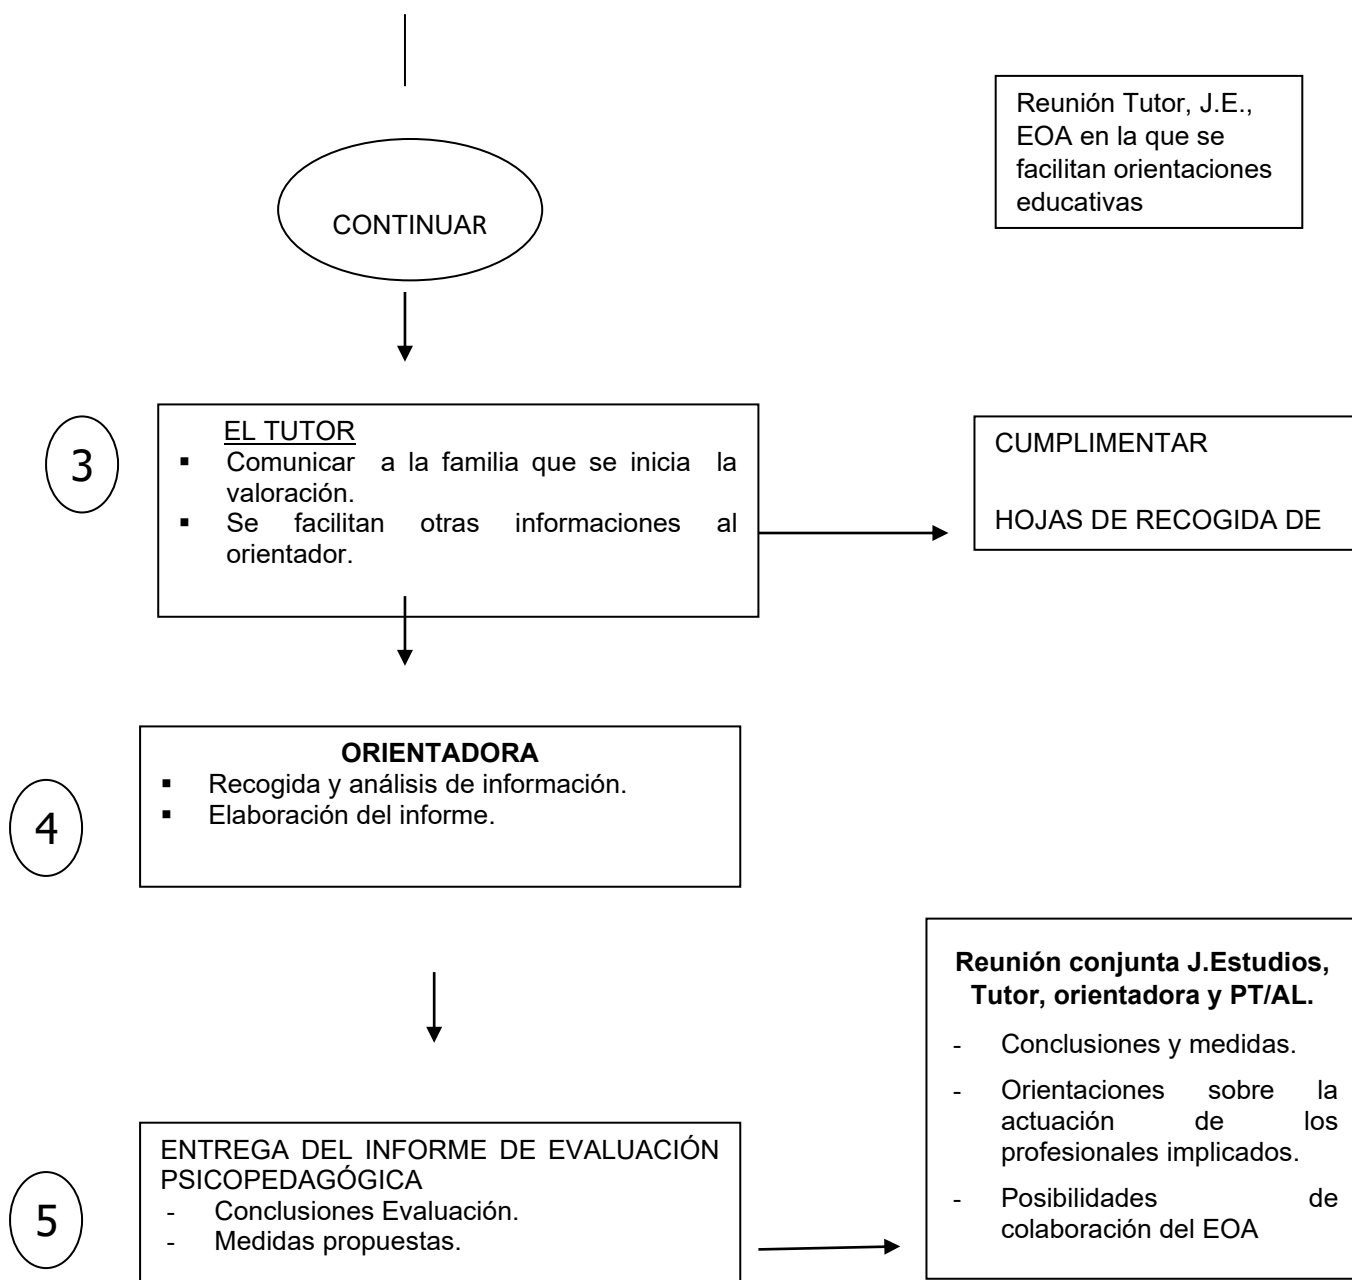 Reunión Tutor, J.E.,
EOA en la que se
facilitan orientaciones
educativas
CONTINUAR
3
EL TUTOR
▪ Comunicar a la familia que se inicia la
valoración.
▪ Se facilitan otras informaciones al
orientador.
CUMPLIMENTAR
HOJAS DE RECOGIDA DE
4
ORIENTADORA
▪ Recogida y análisis de información.
▪ Elaboración del informe.
5
ENTREGA DEL INFORME DE EVALUACIÓN
PSICOPEDAGÓGICA
- Conclusiones Evaluación.
- Medidas propuestas.
Reunión conjunta J.Estudios,
Tutor, orientadora y PT/AL.
- Conclusiones y medidas.
- Orientaciones sobre la
actuación de los
profesionales implicados.
- Posibilidades de
colaboración del EOA